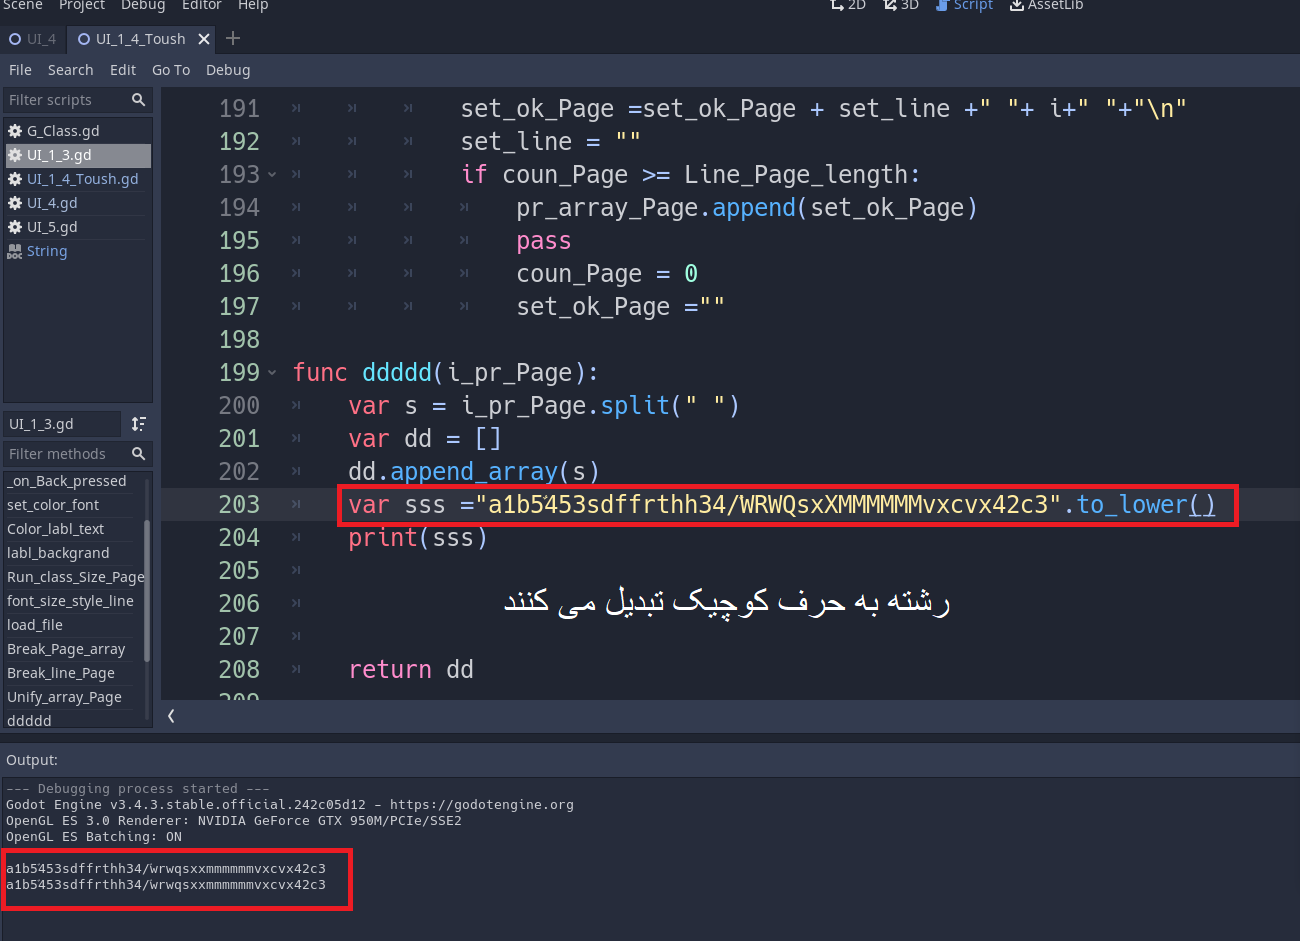 Scene Project Debug Editor Help 2D 3D Script AssetLib
UI_4 UI_1_4_Toush
File Search Edit Go To Debug
Filter scripts
G_Class.gd
UI_1_3.gd
UI_1_4_Toush.gd
UI_4.gd
UI_5.gd
String
UI_1_3.gd
Filter methods
_on_Back_pressed
set_color_font
Color_labl_text
labl_backgrand
Run_class_Size_Page
font_size_style_line
load_file
Break_Page_array
Break_line_Page
Unify_array_Page
ddddd
191 set_ok_Page =set_ok_Page + set_line +" "+ i+" "+"\n"
192 set_line = ""
193 if coun_Page >= Line_Page_length:
194 pr_array_Page.append(set_ok_Page)
195 pass
196 coun_Page = 0
197 set_ok_Page =""
198
199 func ddddd(i_pr_Page):
200 var s = i_pr_Page.split(" ")
201 var dd = []
202 dd.append_array(s)
203 var sss ="a1b5453sdffrthh34/WRWQsxXMMMMMMvxcvx42c3".to_lower()
204 print(sss)
205
206 رشته به حرف کوچیک تبدیل می کنند
207
208 return dd
209
Output:
--- Debugging process started ---
Godot Engine v3.4.3.stable.official.242c05d12 - https://godotengine.org
OpenGL ES 3.0 Renderer: NVIDIA GeForce GTX 950M/PCIe/SSE2
OpenGL ES Batching: ON
a1b5453sdffrthh34/wrwqsxxmmmmmmvxcvx42c3
a1b5453sdffrthh34/wrwqsxxmmmmmmvxcvx42c3